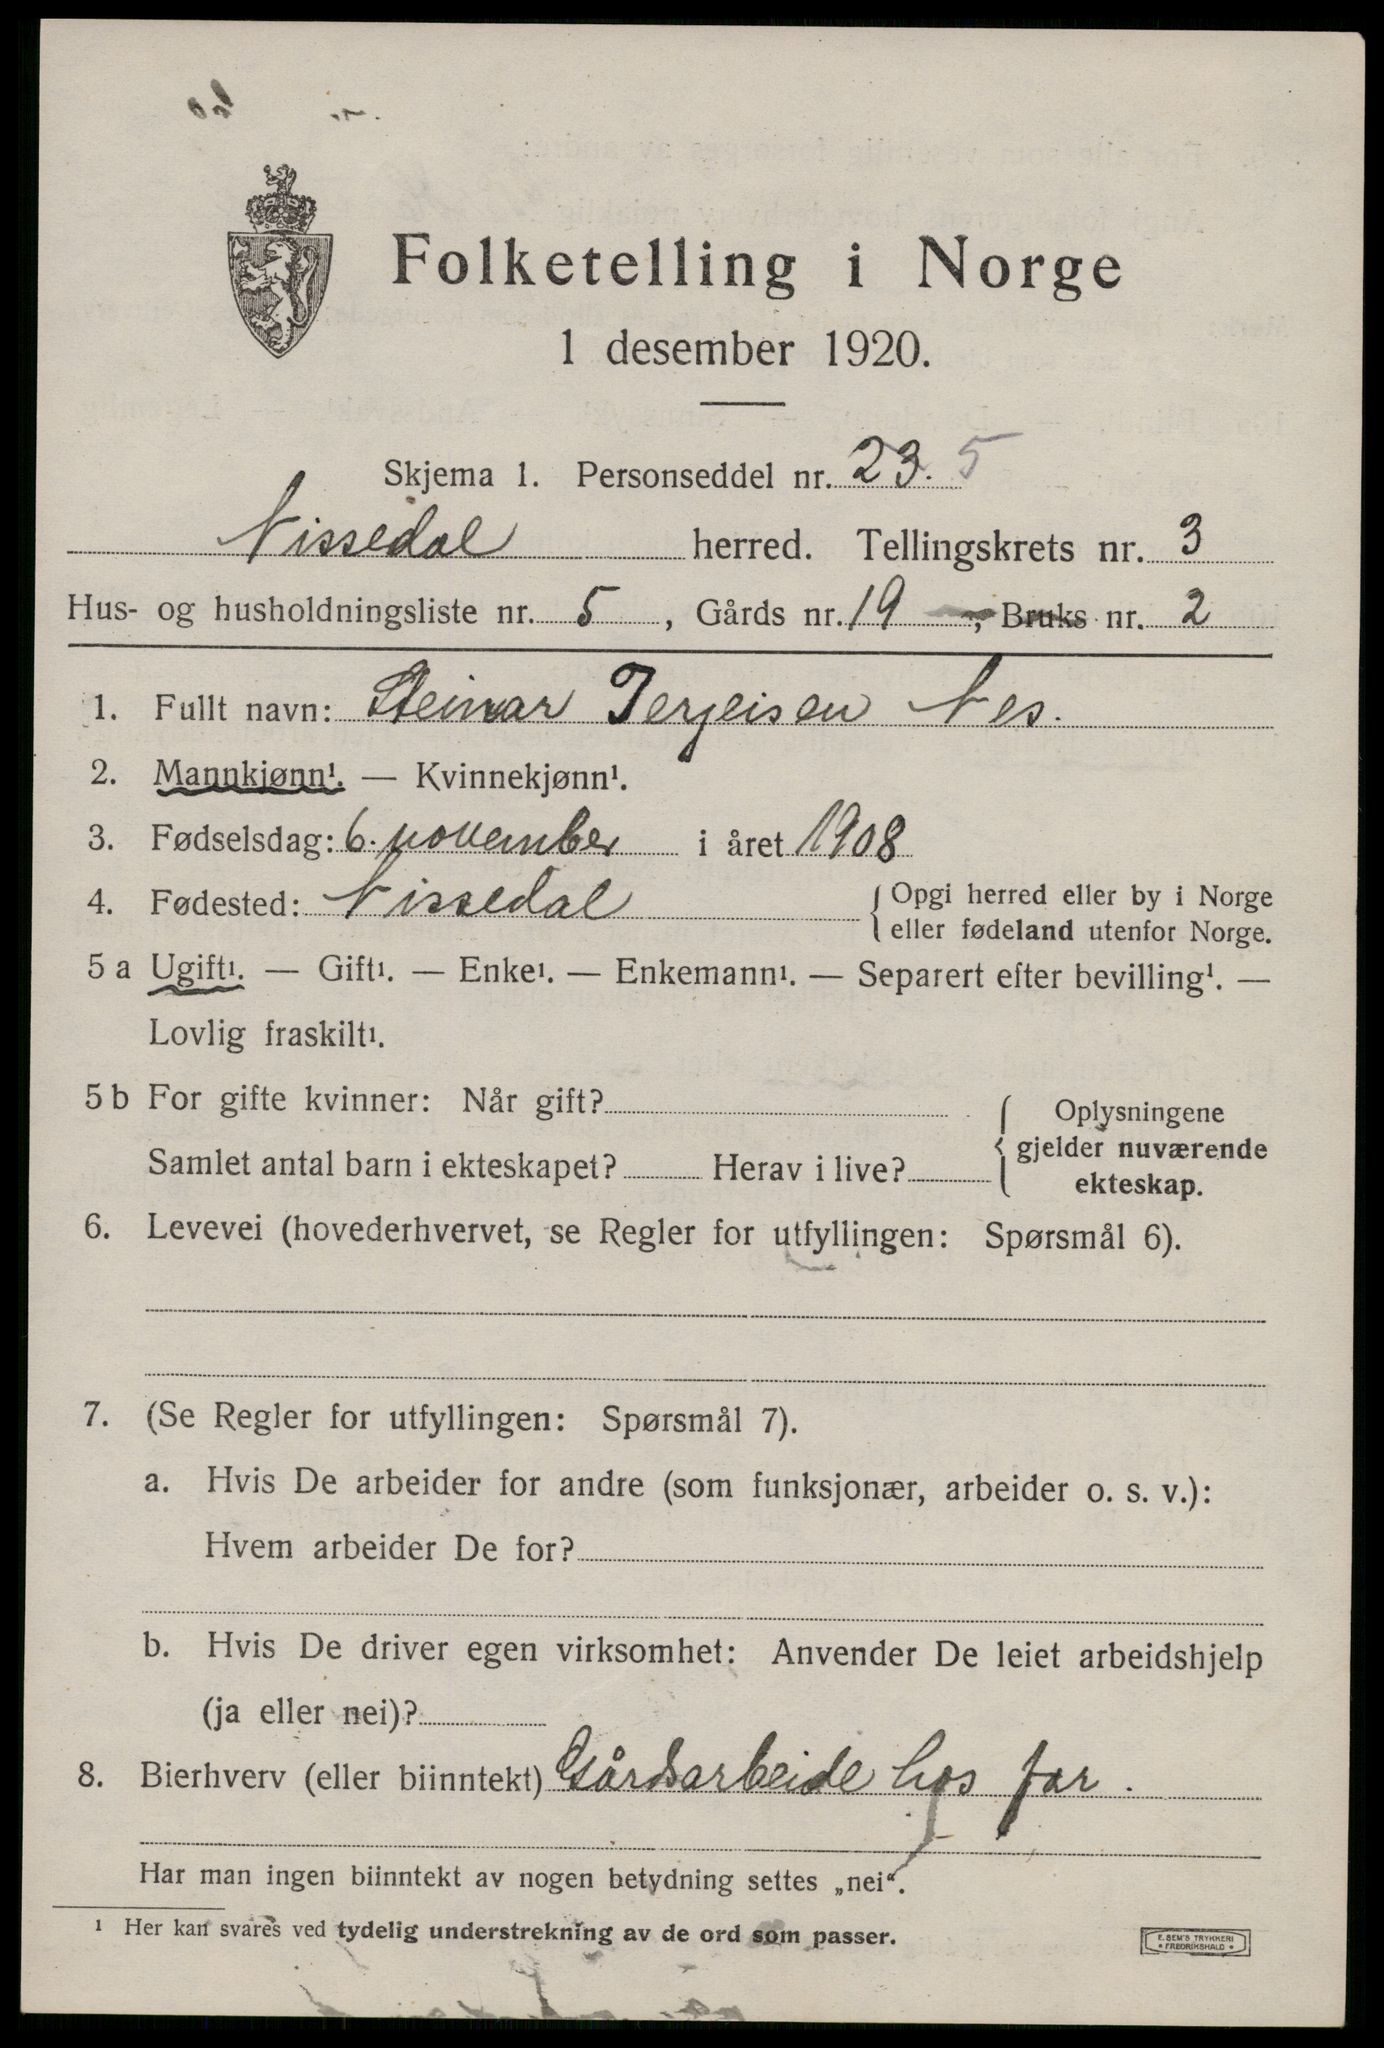 Folketelling i Norge
1 desember 1920.
Skjema 1. Personseddel nr. 23. 5
Nissedal herred. Tellingskrets nr. 3
Hus- og husholdningsliste nr. 5, Gårds nr. 19, Bruks nr. 2
1. Fullt navn: Steinar Terjeisen Nes.
2. Mannkjønn¹. — Kvinnekjønn¹.
3. Fødselsdag: 6. november i året 1908
4. Fødested: Nissedal { Opgi herred eller by i Norge
eller fødeland utenfor Norge.
5 a Ugift¹. — Gift¹. — Enke¹. — Enkemann¹. — Separert efter bevilling¹. —
Lovlig fraskilt¹.
5 b For gifte kvinner: Når gift? { Oplysningene
gjelder nuværende
Samlet antal barn i ekteskapet? Herav i live?
ekteskap.
6. Levevei (hovederhvervet, se Regler for utfyllingen: Spørsmål 6).
7. (Se Regler for utfyllingen: Spørsmål 7).
a. Hvis De arbeider for andre (som funksjonær, arbeider o. s. v.):
Hvem arbeider De for?
b. Hvis De driver egen virksomhet: Anvender De leiet arbeidshjelp
(ja eller nei)?
8. Bierhverv (eller biinntekt) Gårdsarbeide hos far.
Har man ingen biinntekt av nogen betydning settes „nei“.
¹ Her kan svares ved tydelig understrekning av de ord som passer.
E. SEM'S TRYKKERI
• FREDRIKSHALD •